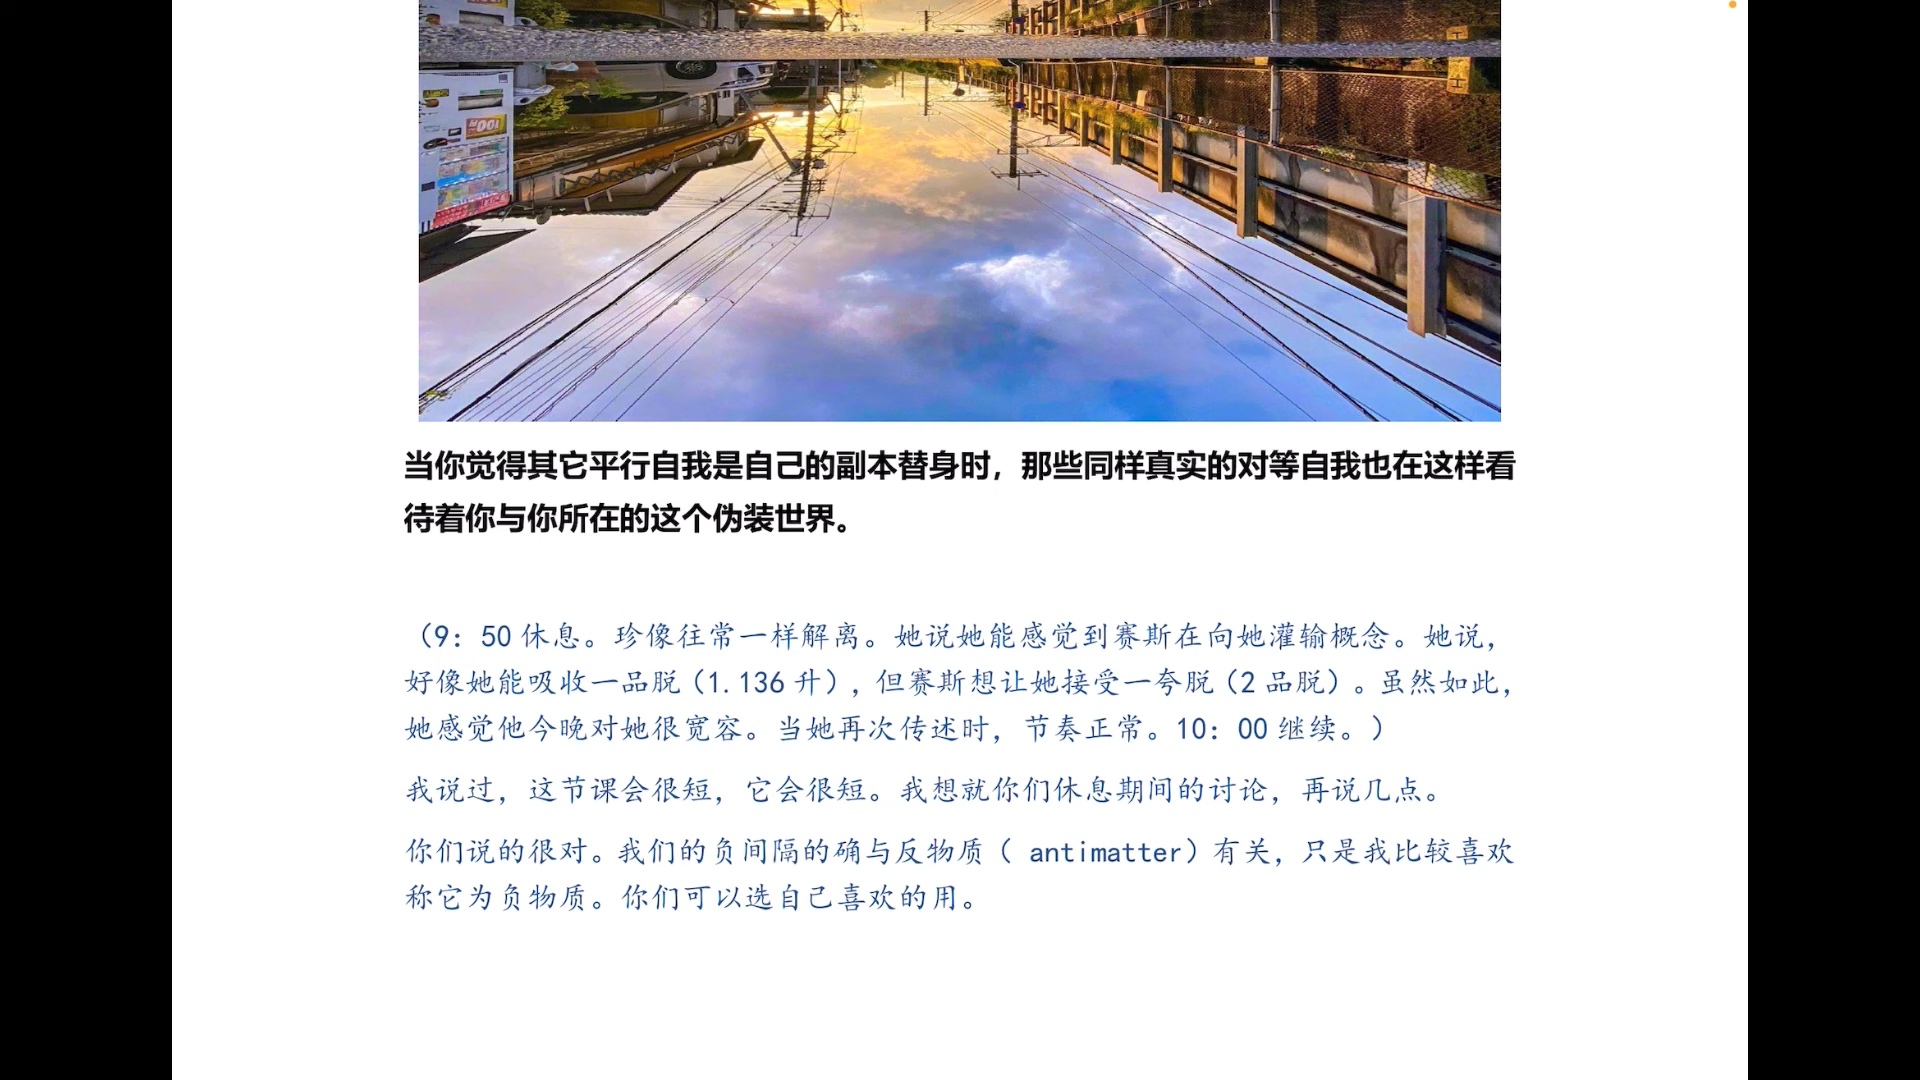 100
当你觉得其它平行自我是自己的副本替身时，那些同样真实的对等自我也在这样看
待着你与你所在的这个伪装世界。
（9：50 休息。珍像往常一样解离。她说她能感觉到赛斯在向她灌输概念。她说，
好像她能吸收一品脱（1.136 升），但赛斯想让她接受一夸脱（2 品脱）。虽然如此，
她感觉他今晚对她很宽容。当她再次传述时，节奏正常。10：00 继续。）
我说过，这节课会很短，它会很短。我想就你们休息期间的讨论，再说几点。
你们说的很对。我们的负间隔的确与反物质（ antimatter）有关，只是我比较喜欢
称它为负物质。你们可以选自己喜欢的用。